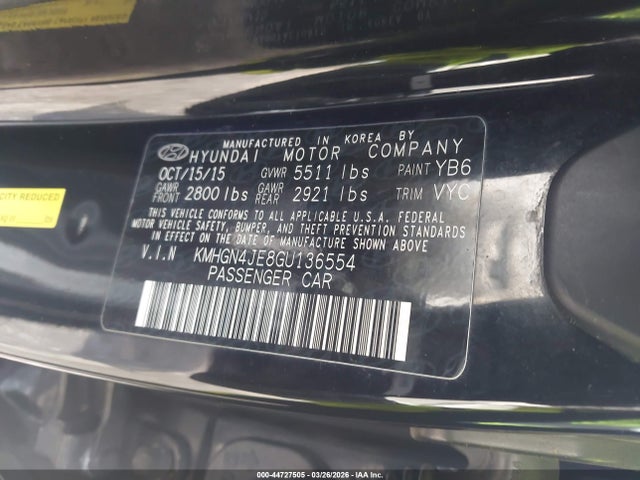 MANUFACTURED IN KOREA BY
HYUNDAI MOTOR COMPANY
OCT/15/15 GVWR 5511 lbs PAINT YB6
GAWR FRONT 2800 lbs GAWR REAR 2921 lbs TRIM VYC
THIS VEHICLE CONFORMS TO ALL APPLICABLE U.S.A. FEDERAL
MOTOR VEHICLE SAFETY, BUMPER, AND THEFT PREVENTION
STANDARDS IN EFFECT ON THE DATE OF MANUFACTURE SHOWN
ABOVE.
V.I.N KMHGN4JE8GU136554
PASSENGER CAR
CITY REDUCED
lbs
000-44727505 - 03/26/2026 - IAA Inc.